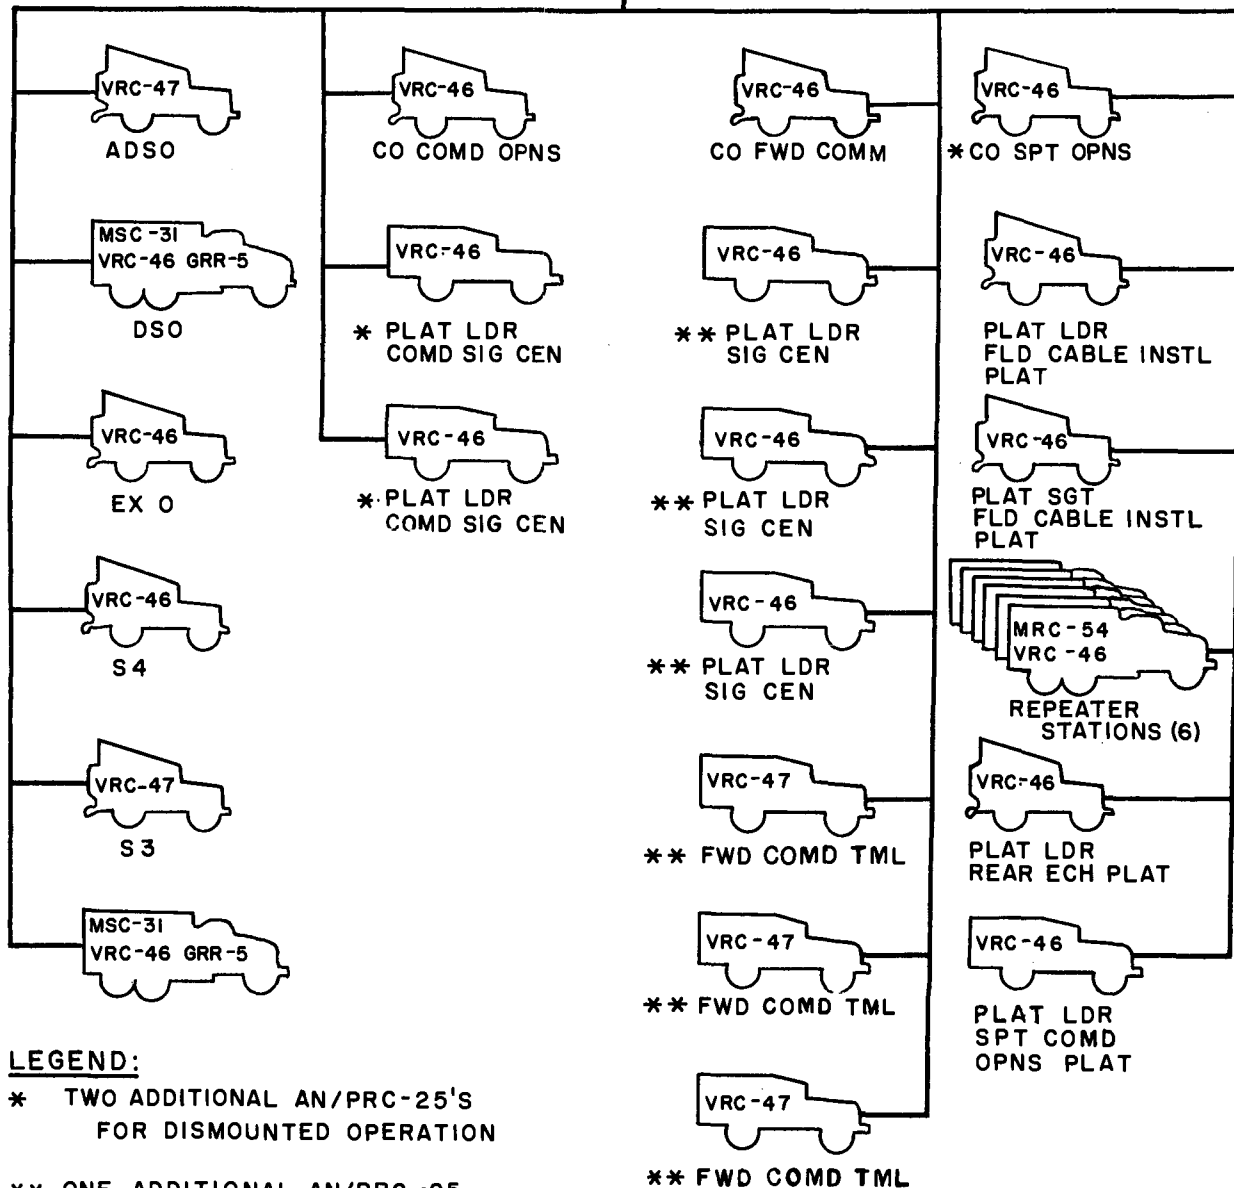 VRC-47
ADSO
MSC-31
VRC-46 GRR-5
DSO
VRC-46
EX O
VRC-46
S4
VRC-47
S3
MSC-31
VRC-46 GRR-5
VRC-46
CO COMD OPNS
VRC-46
* PLAT LDR
COMD SIG CEN
VRC-46
* PLAT LDR
COMD SIG CEN
VRC-46
CO FWD COMM
VRC-46
** PLAT LDR
SIG CEN
VRC-46
** PLAT LDR
SIG CEN
VRC-46
** PLAT LDR
SIG CEN
VRC-47
** FWD COMD TML
VRC-47
** FWD COMD TML
VRC-47
** FWD COMD TML
VRC-46
* CO SPT OPNS
VRC-46
PLAT LDR
FLD CABLE INSTL
PLAT
VRC-46
PLAT SGT
FLD CABLE INSTL
PLAT
MRC-54
VRC-46
REPEATER
STATIONS (6)
VRC-46
PLAT LDR
REAR ECH PLAT
VRC-46
PLAT LDR
SPT COMD
OPNS PLAT
LEGEND:
* TWO ADDITIONAL AN/PRC-25'S
FOR DISMOUNTED OPERATION
** ONE ADDITIONAL AN/PRC-25